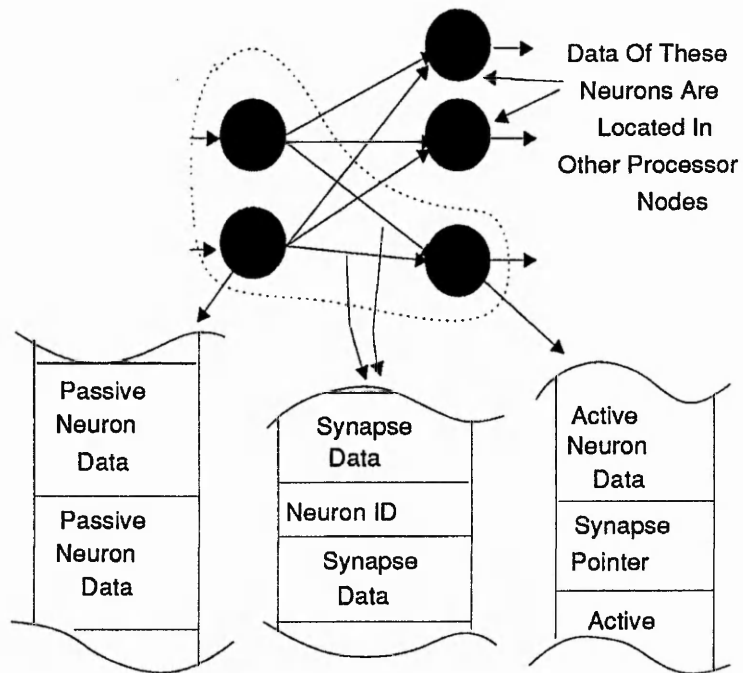 Data Of These
Neurons Are
Located In
Other Processor
Nodes
Passive
Neuron
Data
Passive
Neuron
Data
Synapse
Data
Neuron ID
Synapse
Data
Active
Neuron
Data
Synapse
Pointer
Active